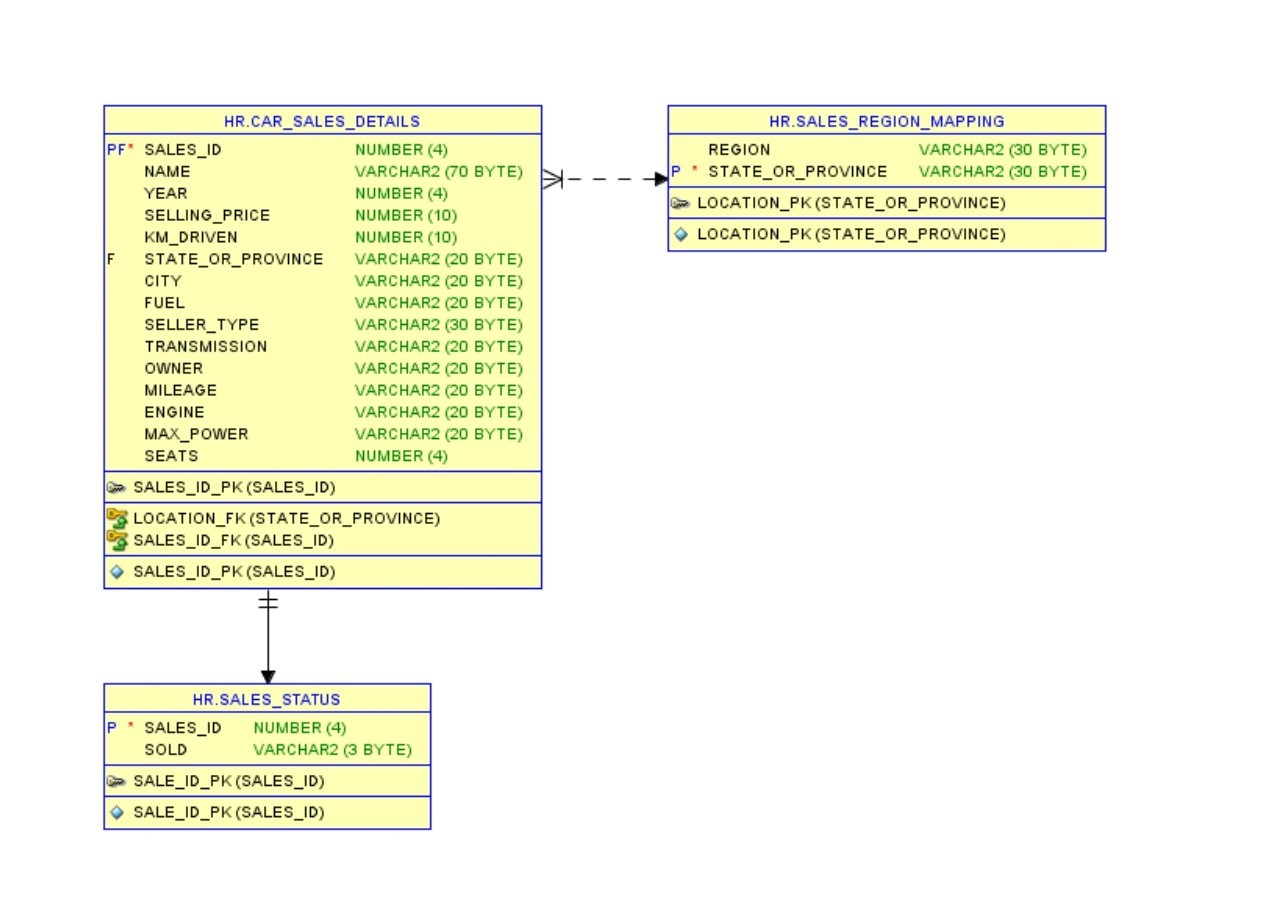 HR.CAR_SALES_DETAILS
PF* SALES_ID NUMBER (4)
NAME VARCHAR2 (70 BYTE)
YEAR NUMBER (4)
SELLING_PRICE NUMBER (10)
KM_DRIVEN NUMBER (10)
F STATE_OR_PROVINCE VARCHAR2 (20 BYTE)
CITY VARCHAR2 (20 BYTE)
FUEL VARCHAR2 (20 BYTE)
SELLER_TYPE VARCHAR2 (30 BYTE)
TRANSMISSION VARCHAR2 (20 BYTE)
OWNER VARCHAR2 (20 BYTE)
MILEAGE VARCHAR2 (20 BYTE)
ENGINE VARCHAR2 (20 BYTE)
MAX_POWER VARCHAR2 (20 BYTE)
SEATS NUMBER (4)
SALES_ID_PK (SALES_ID)
LOCATION_FK (STATE_OR_PROVINCE)
SALES_ID_FK (SALES_ID)
SALES_ID_PK (SALES_ID)
HR.SALES_REGION_MAPPING
REGION VARCHAR2 (30 BYTE)
P * STATE_OR_PROVINCE VARCHAR2 (30 BYTE)
LOCATION_PK (STATE_OR_PROVINCE)
LOCATION_PK (STATE_OR_PROVINCE)
HR.SALES_STATUS
P * SALES_ID NUMBER (4)
SOLD VARCHAR2 (3 BYTE)
SALE_ID_PK (SALES_ID)
SALE_ID_PK (SALES_ID)